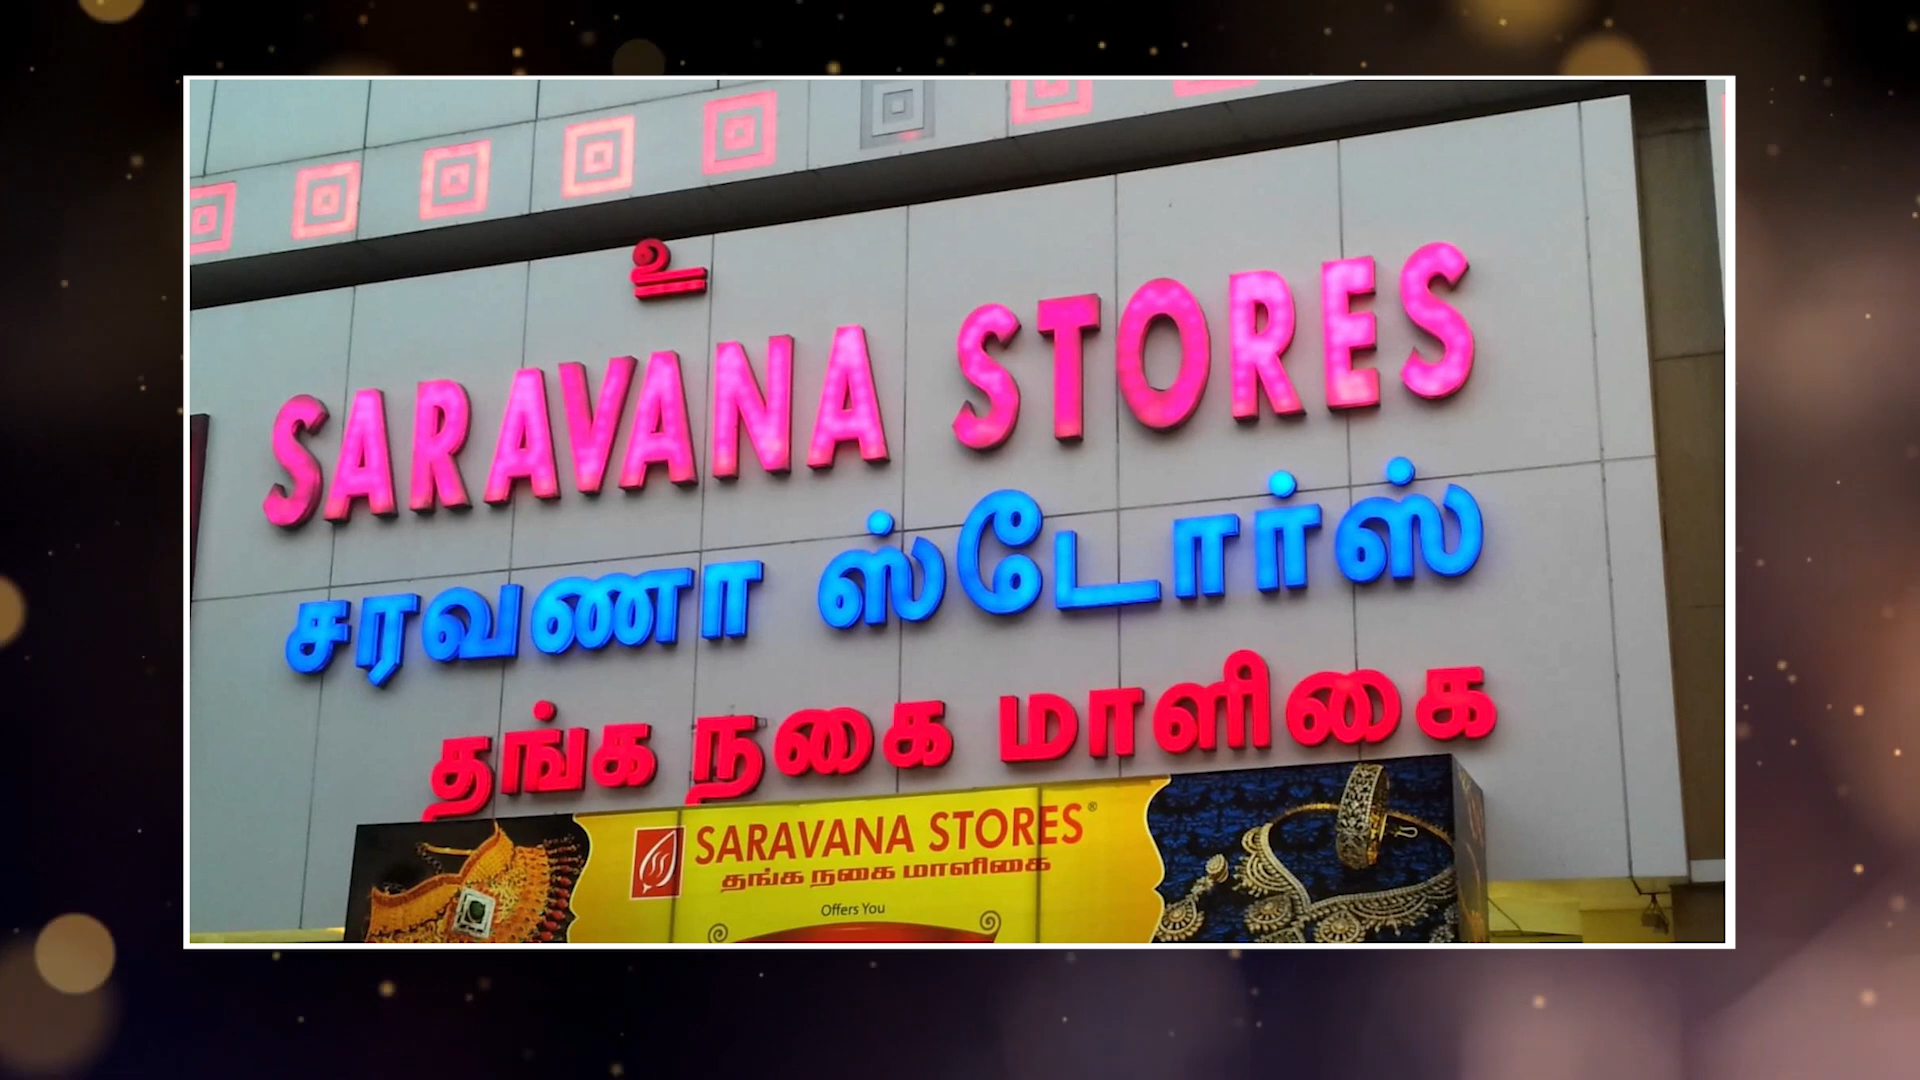 உ
SARAVANA STORES
சரவணா ஸ்டோர்ஸ்
தங்க நகை மாளிகை
SARAVANA STORES®
தங்க நகை மாளிகை
Offers You